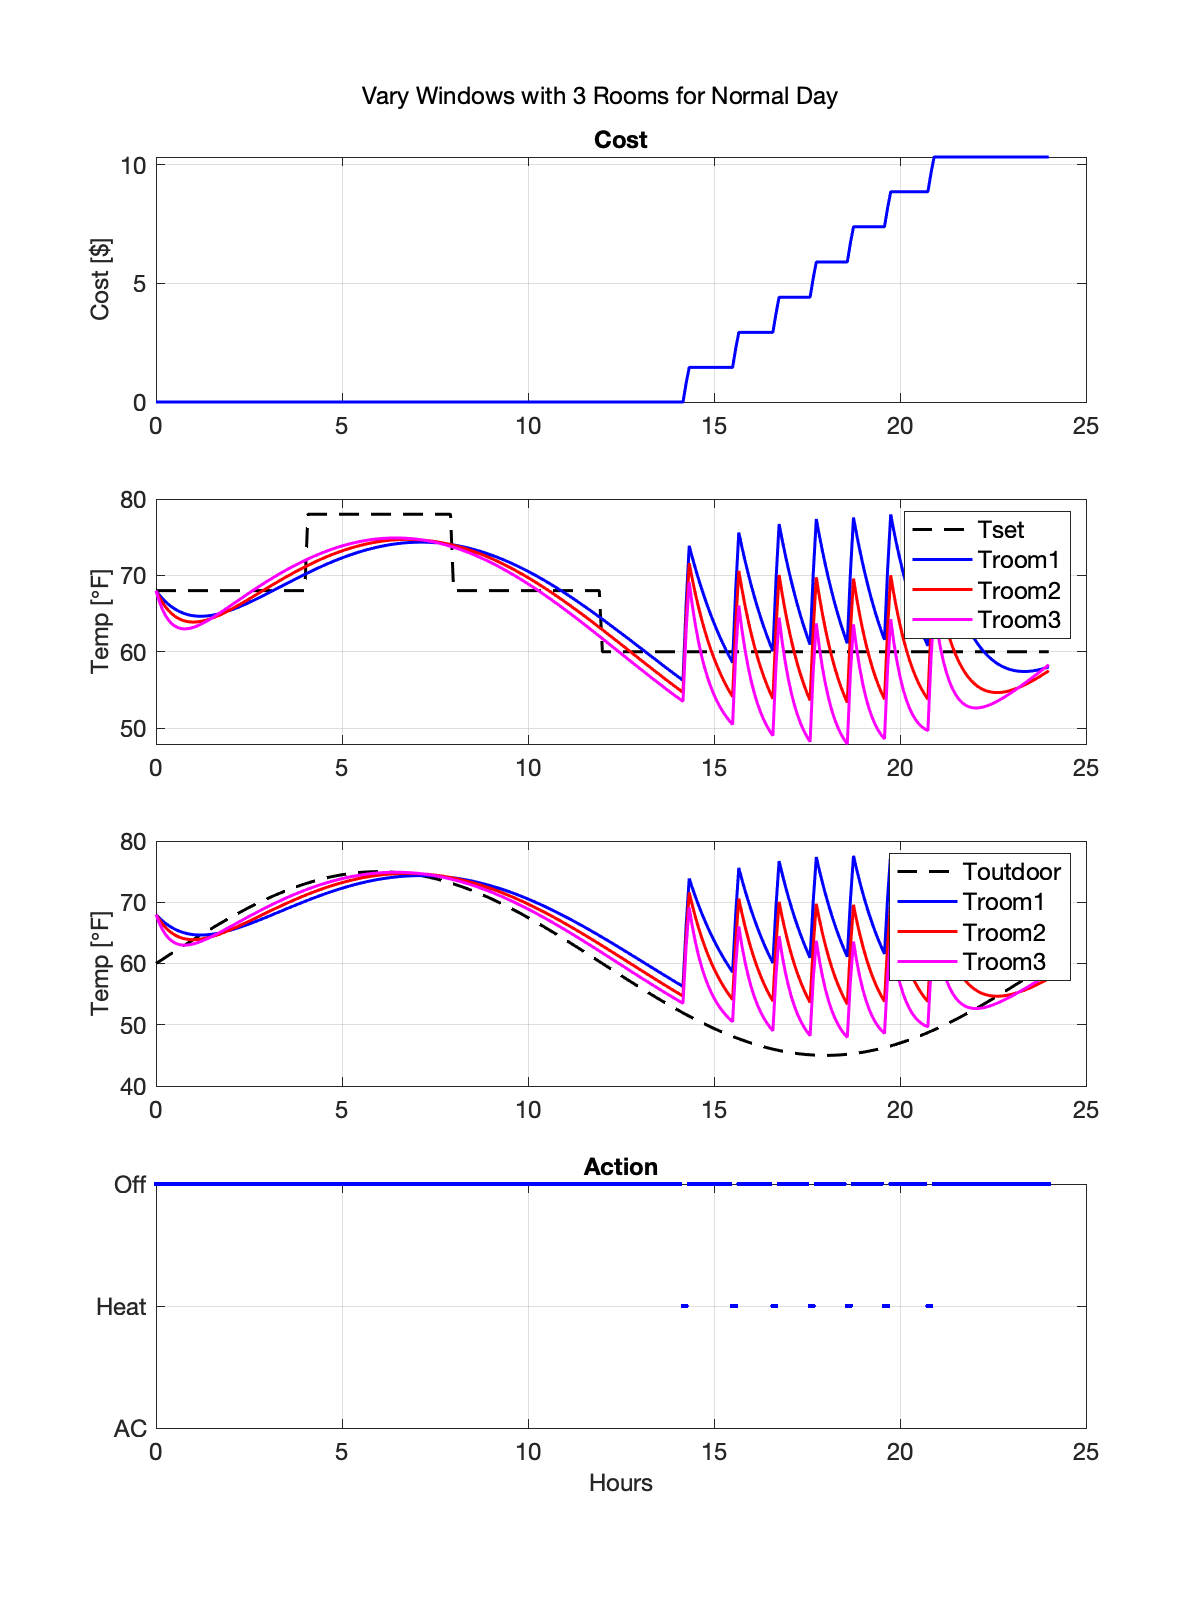 Vary Windows with 3 Rooms for Normal Day
Cost
10
5
0
Cost [$]
0 5 10 15 20 25
80
70
60
50
Temp [°F]
Tset
Troom1
Troom2
Troom3
0 5 10 15 20 25
80
70
60
50
40
Temp [°F]
Toutdoor
Troom1
Troom2
Troom3
0 5 10 15 20 25
Action
Off
Heat
AC
0 5 10 15 20 25
Hours